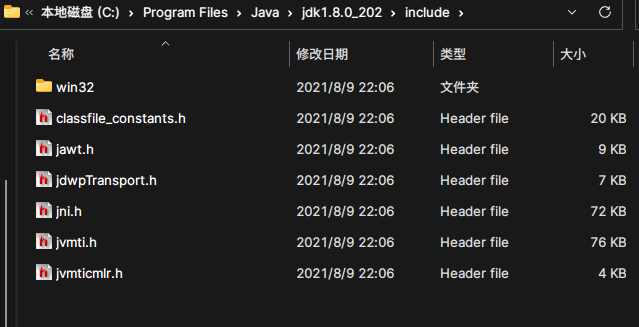 « 本地磁盘 (C:) › Program Files › Java › jdk1.8.0_202 › include ›
名称 修改日期 类型 大小
win32 2021/8/9 22:06 文件夹
classfile_constants.h 2021/8/9 22:06 Header file 20 KB
jawt.h 2021/8/9 22:06 Header file 9 KB
jdwpTransport.h 2021/8/9 22:06 Header file 7 KB
jni.h 2021/8/9 22:06 Header file 72 KB
jvmti.h 2021/8/9 22:06 Header file 76 KB
jvmticmlr.h 2021/8/9 22:06 Header file 4 KB